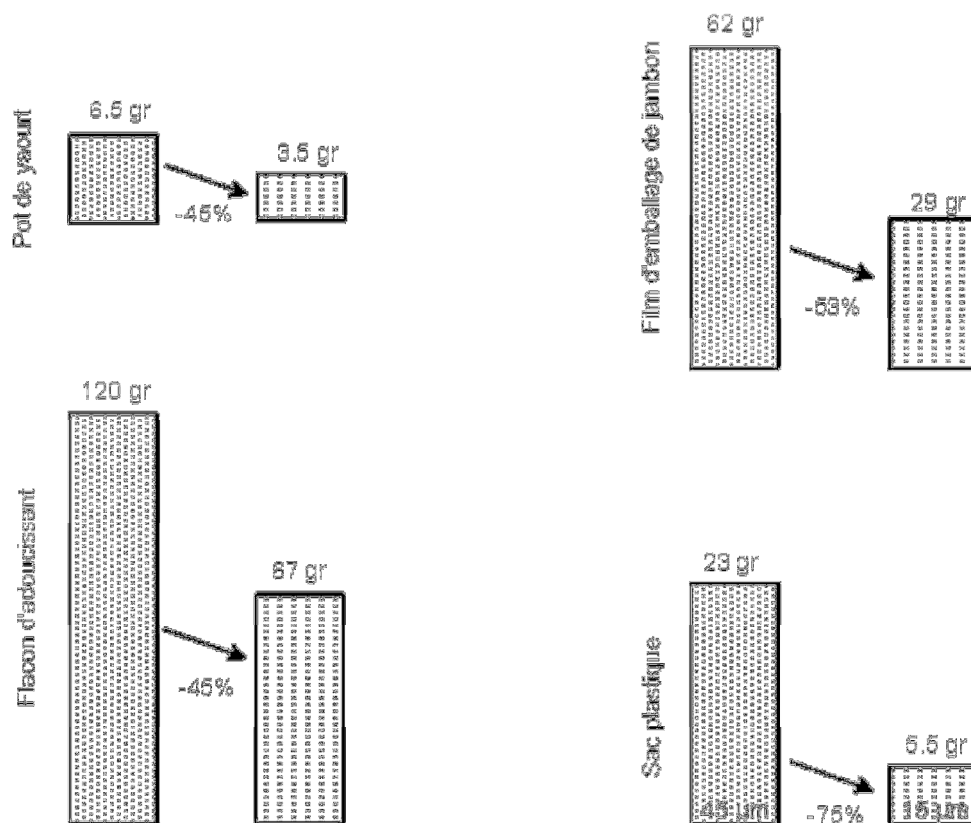 Pot de yaourt
6.5 gr
-45%
3.5 gr
Film d'emballage de jambon
62 gr
-53%
29 gr
Flacon d'adoucissant
120 gr
-45%
67 gr
Sac plastique
23 gr
-75%
5.5 gr